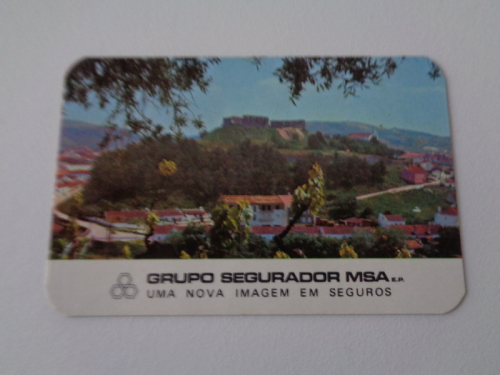 GRUPO SEGURADOR MSA E.P.
UMA NOVA IMAGEM EM SEGUROS